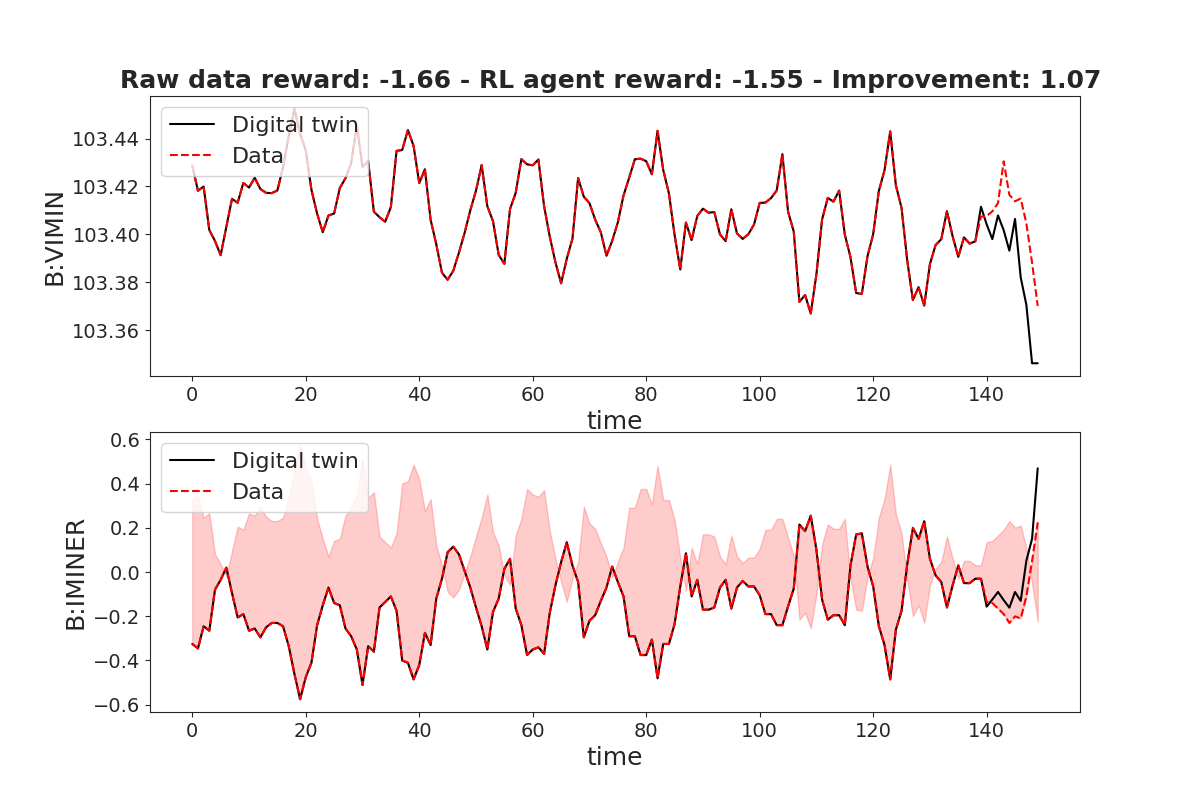 Raw data reward: -1.66 - RL agent reward: -1.55 - Improvement: 1.07
Digital twin
Data
B:VIMIN
103.44
103.42
103.40
103.38
103.36
0 20 40 60 80 100 120 140
time
Digital twin
Data
B:IMINER
0.6
0.4
0.2
0.0
−0.2
−0.4
−0.6
0 20 40 60 80 100 120 140
time